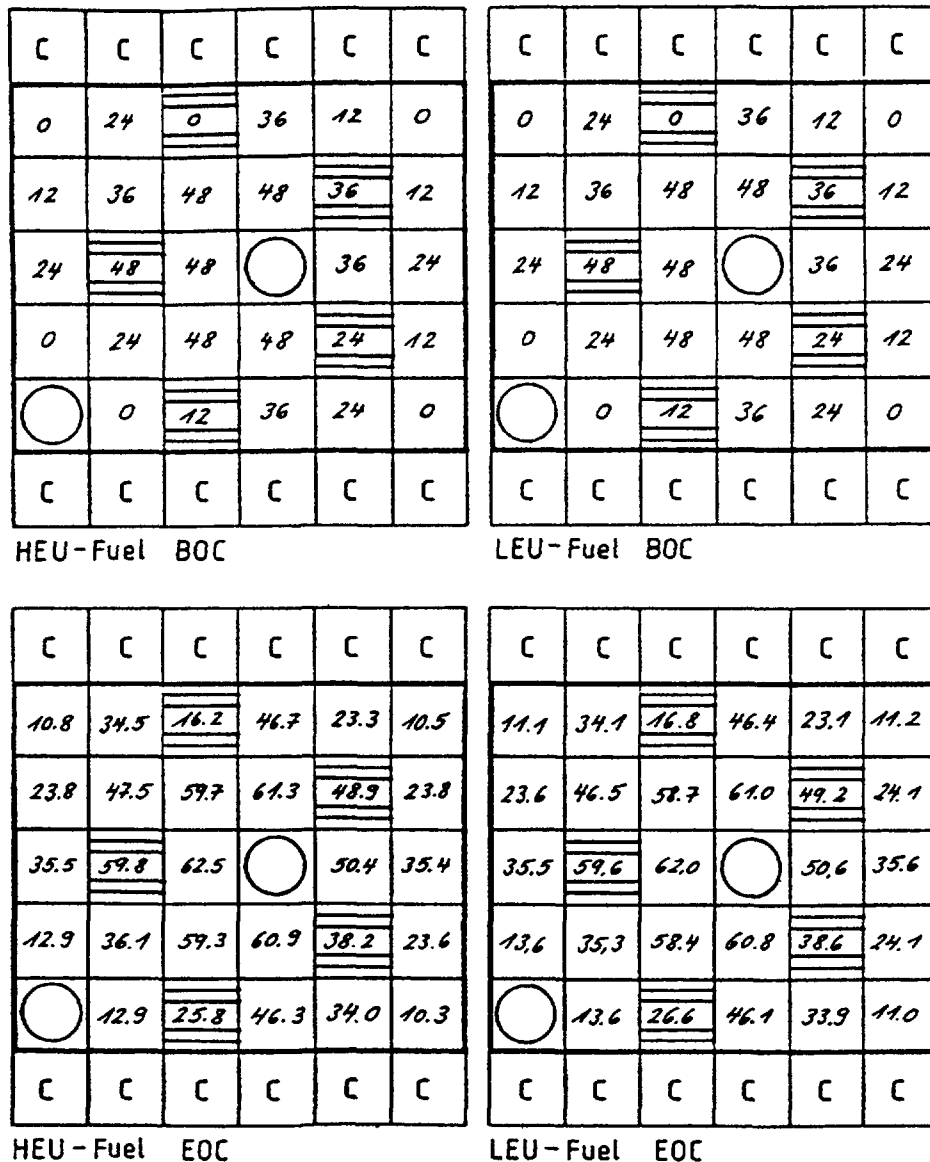 C C C C C C
0 24 0 36 12 0
12 36 48 48 36 12
24 48 48 36 24
0 24 48 48 24 12
0 12 36 24 0
C C C C C C
HEU-Fuel BOC
C C C C C C
0 24 0 36 12 0
12 36 48 48 36 12
24 48 48 36 24
0 24 48 48 24 12
0 12 36 24 0
C C C C C C
LEU-Fuel BOC
C C C C C C
10.8 34.5 16.2 46.7 23.3 10.5
23.8 47.5 59.7 61.3 48.9 23.8
35.5 59.8 62.5 50.4 35.4
12.9 36.1 59.3 60.9 38.2 23.6
12.9 25.8 46.3 34.0 10.3
C C C C C C
HEU-Fuel EOC
C C C C C C
11.1 34.1 16.8 46.4 23.1 11.2
23.6 46.5 58.7 61.0 49.2 24.1
35.5 59.6 62,0 50,6 35.6
13,6 35,3 58.4 60.8 38.6 24.1
13.6 26.6 46.1 33.9 11.0
C C C C C C
LEU-Fuel EOC